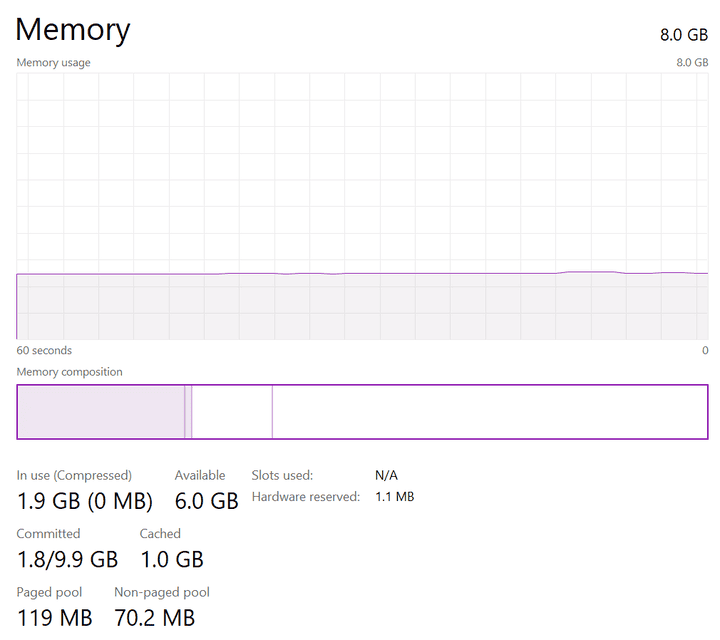 Memory
8.0 GB
Memory usage
8.0 GB
60 seconds
0
Memory composition
In use (Compressed)
1.9 GB (0 MB)
Available
6.0 GB
Slots used:
N/A
Hardware reserved:
1.1 MB
Committed
1.8/9.9 GB
Cached
1.0 GB
Paged pool
119 MB
Non-paged pool
70.2 MB